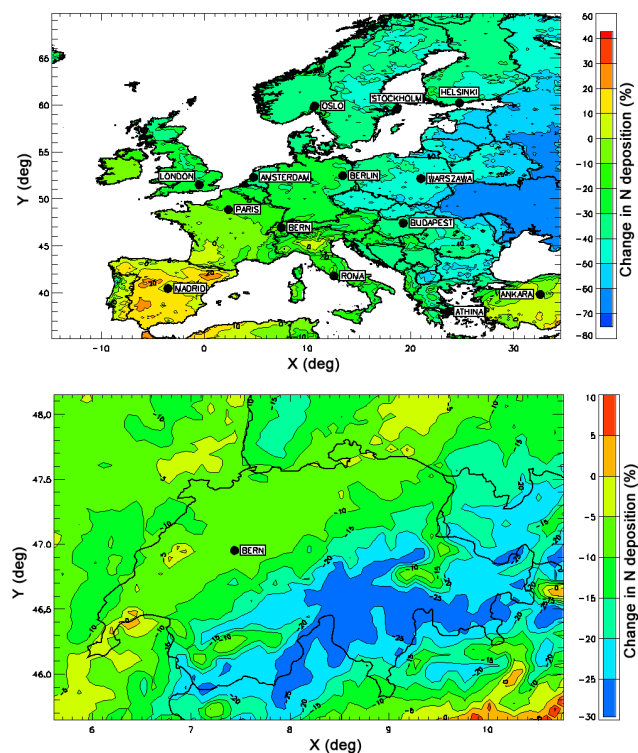 50
40
30
20
10
0
-10
-20
-30
-40
-50
-60
-70
-80
Change in N deposition (%)
65
60
55
50
45
40
Y (deg)
OSLO
STOCKHOLM
HELSINKI
LONDON
AMSTERDAM
BERLIN
WARSZAWA
PARIS
BERN
BUDAPEST
MADRID
ROMA
ANKARA
ATHINA
-10 0 10 20 30
X (deg)
10
5
0
-5
-10
-15
-20
-25
-30
Change in N deposition (%)
48.0
47.5
47.0
46.5
46.0
Y (deg)
BERN
6 7 8 9 10
X (deg)